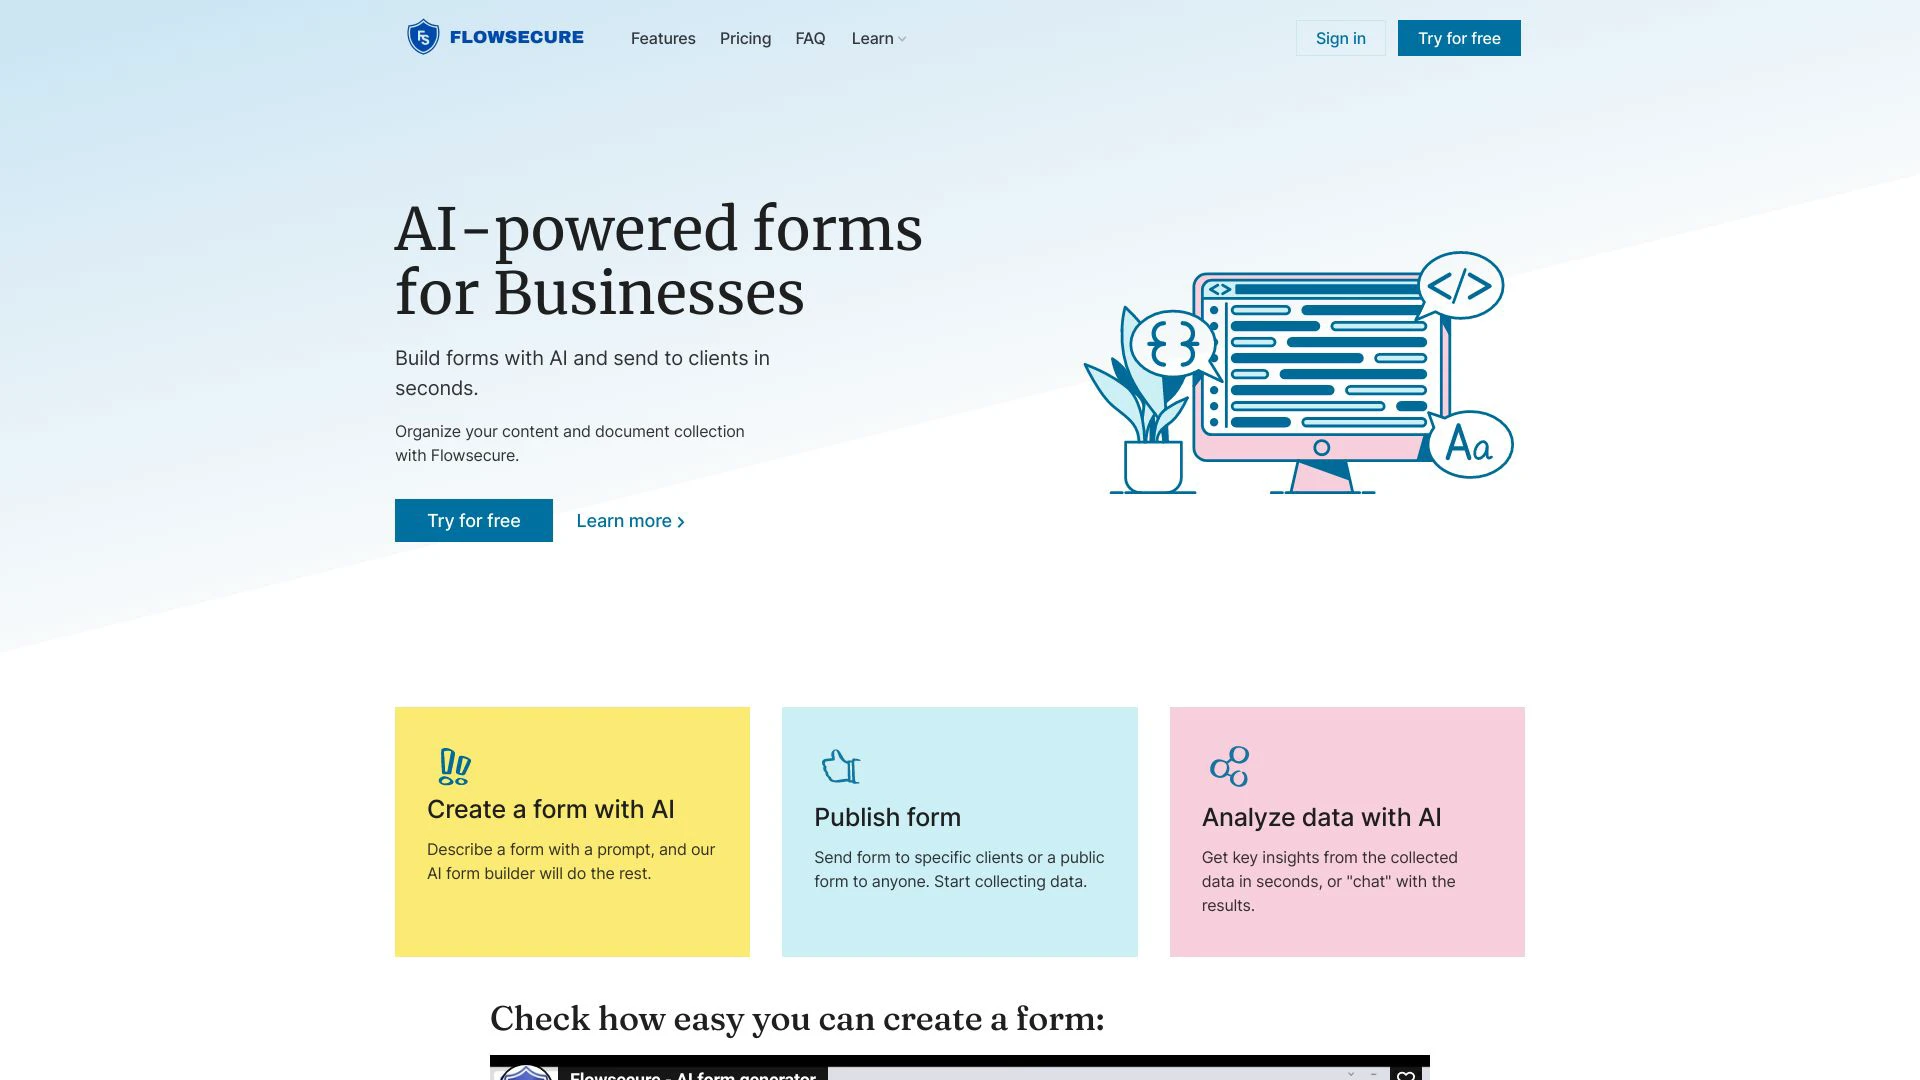 FLOWSECURE
Features
Pricing
FAQ
Learn
Sign in
Try for free
AI-powered forms
for Businesses
Build forms with AI and send to clients in
seconds.
Organize your content and document collection
with Flowsecure.
Try for free
Learn more
</>
{ }
Aa
Create a form with AI
Describe a form with a prompt, and our
AI form builder will do the rest.
Publish form
Send form to specific clients or a public
form to anyone. Start collecting data.
Analyze data with AI
Get key insights from the collected
data in seconds, or "chat" with the
results.
Check how easy you can create a form:
Flowsecure - AI form generator